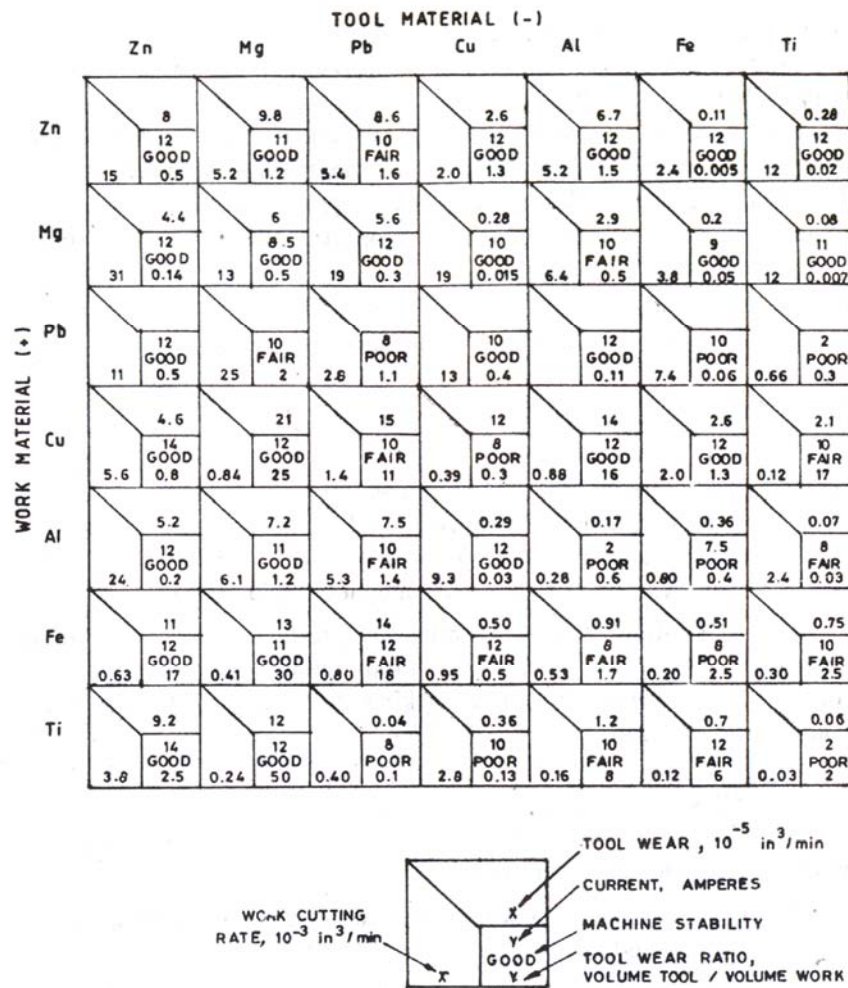 TOOL MATERIAL (-)
Zn Mg Pb Cu Al Fe Ti
8 9.8 8.6 2.6 6.7 0.11 0.28
Zn
12 11 10 12 12 12 12
GOOD GOOD FAIR GOOD GOOD GOOD GOOD
15 0.5 5.2 1.2 5.4 1.6 2.0 1.3 5.2 1.5 2.4 0.005 12 0.02
4.4 6 5.6 0.28 2.9 0.2 0.08
Mg
12 8.5 12 10 10 9 11
GOOD GOOD GOOD GOOD FAIR GOOD GOOD
31 0.14 13 0.5 19 0.3 19 0.015 6.4 0.5 3.8 0.05 12 0.007
Pb
12 10 8 10 12 10 2
GOOD FAIR POOR GOOD GOOD POOR POOR
11 0.5 25 2 2.8 1.1 13 0.4 0.11 7.4 0.06 0.66 0.3
WORK MATERIAL (+)
4.6 21 15 12 14 2.6 2.1
Cu
14 12 10 8 12 12 10
GOOD GOOD FAIR POOR GOOD GOOD FAIR
5.6 0.8 0.84 25 1.4 11 0.39 0.3 0.88 16 2.0 1.3 0.12 17
5.2 7.2 7.5 0.29 0.17 0.36 0.07
Al
12 11 10 12 2 7.5 8
GOOD GOOD FAIR GOOD POOR POOR FAIR
24 0.2 6.1 1.2 5.3 1.4 9.3 0.03 0.28 0.6 0.80 0.4 2.4 0.03
11 13 14 0.50 0.91 0.51 0.75
Fe
12 11 12 12 8 8 10
GOOD GOOD FAIR FAIR FAIR POOR FAIR
0.63 17 0.41 30 0.80 16 0.95 0.5 0.53 1.7 0.20 2.5 0.30 2.5
9.2 12 0.04 0.36 1.2 0.7 0.06
Ti
14 12 8 10 10 12 2
GOOD GOOD POOR POOR FAIR FAIR POOR
3.8 2.5 0.24 50 0.40 0.1 2.8 0.13 0.16 8 0.12 6 0.03 2
TOOL WEAR, 10⁻⁵ in³/min
CURRENT, AMPERES
WORK CUTTING
RATE, 10⁻³ in³/min
X
MACHINE STABILITY
Y
GOOD
TOOL WEAR RATIO,
VOLUME TOOL / VOLUME WORK